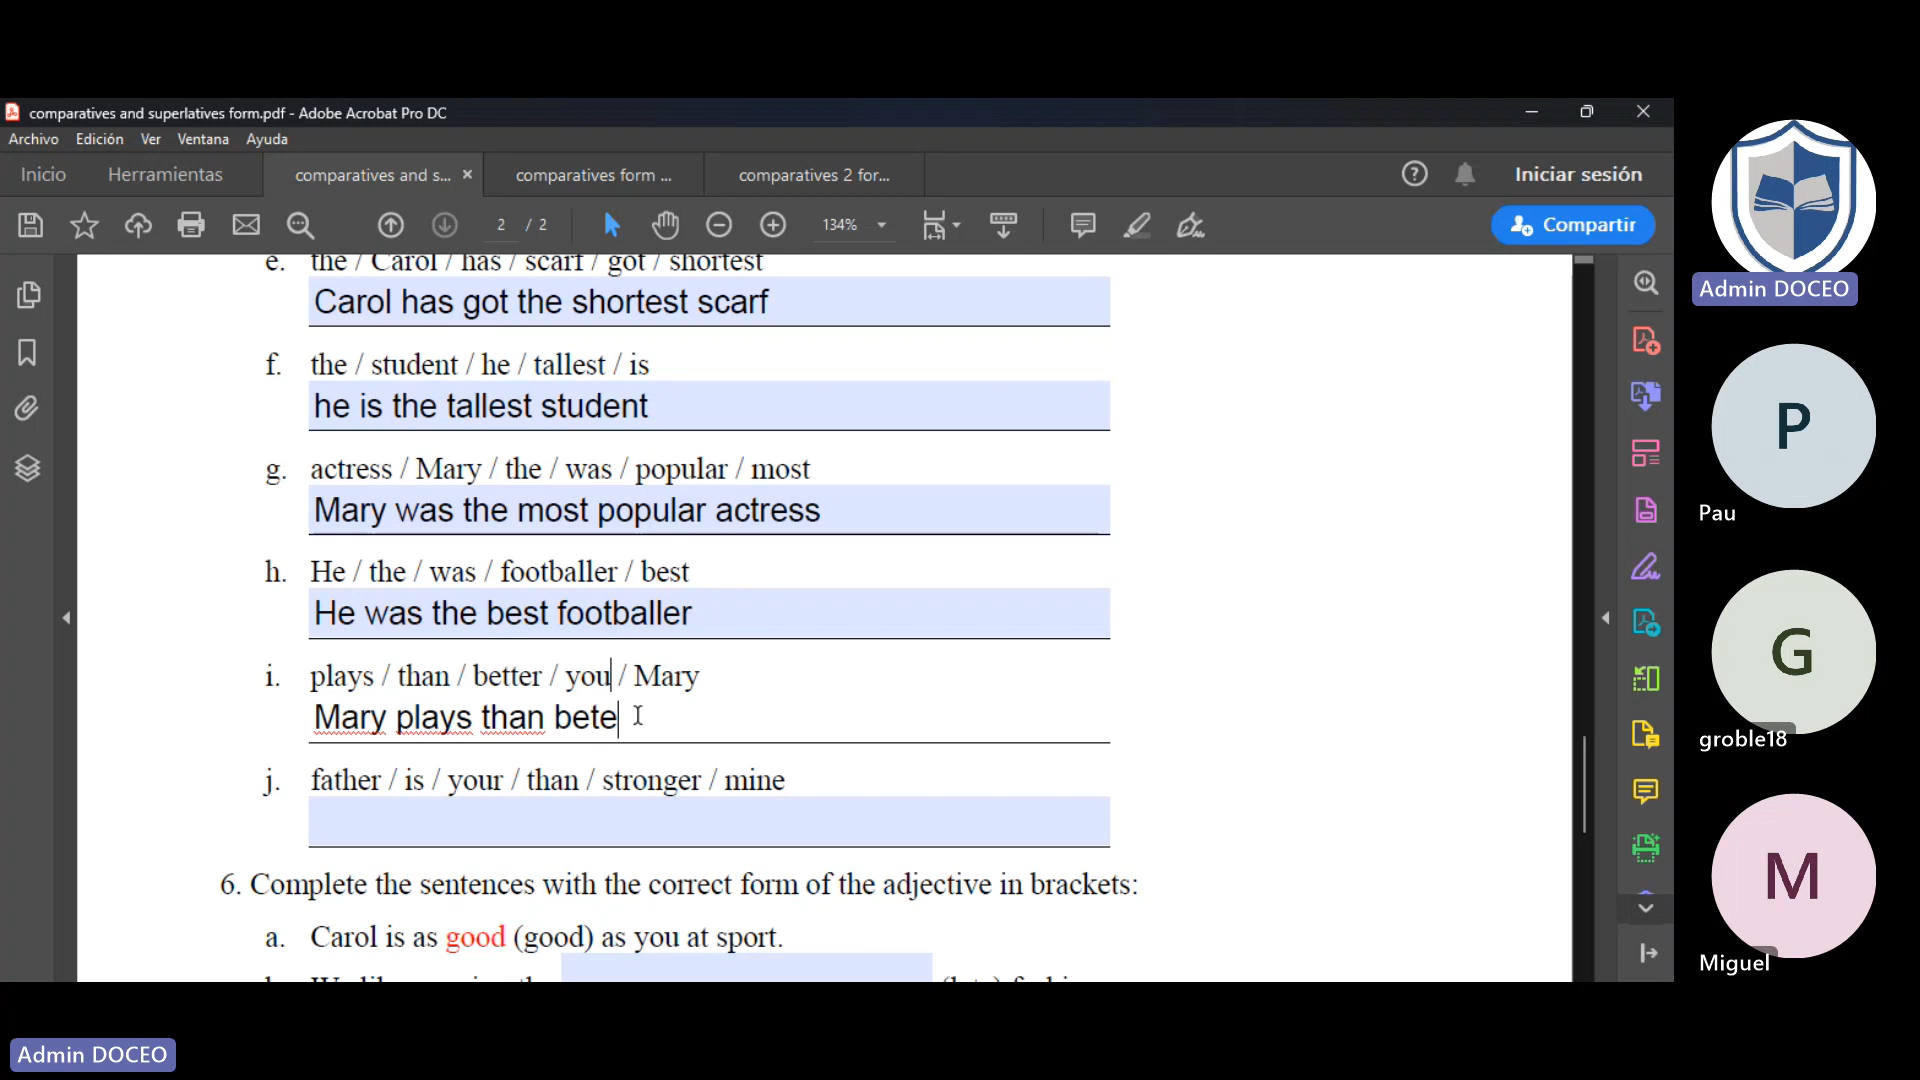 comparatives and superlatives form.pdf - Adobe Acrobat Pro DC
Archivo Edición Ver Ventana Ayuda
Inicio Herramientas comparatives and s... × comparatives form ... comparatives 2 for... Iniciar sesión
2 / 2 134% Compartir
e. the / Carol / has / scarf / got / shortest
Carol has got the shortest scarf
f. the / student / he / tallest / is
he is the tallest student
g. actress / Mary / the / was / popular / most
Mary was the most popular actress
h. He / the / was / footballer / best
He was the best footballer
i. plays / than / better / you / Mary
Mary plays than bete
j. father / is / your / than / stronger / mine
6. Complete the sentences with the correct form of the adjective in brackets:
a. Carol is as good (good) as you at sport.
Admin DOCEO
P
Pau
G
groble18
M
Miguel
Admin DOCEO